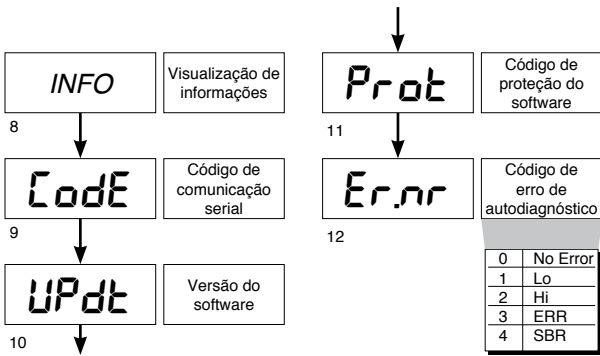 INFO
Visualização de
informações
8
CodE
Código de
comunicação
serial
9
UPdt
Versão do
software
10
Prot
Código de
proteção do
software
11
Er.nr
Código de
erro de
autodiagnóstico
12
0 No Error
1 Lo
2 Hi
3 ERR
4 SBR